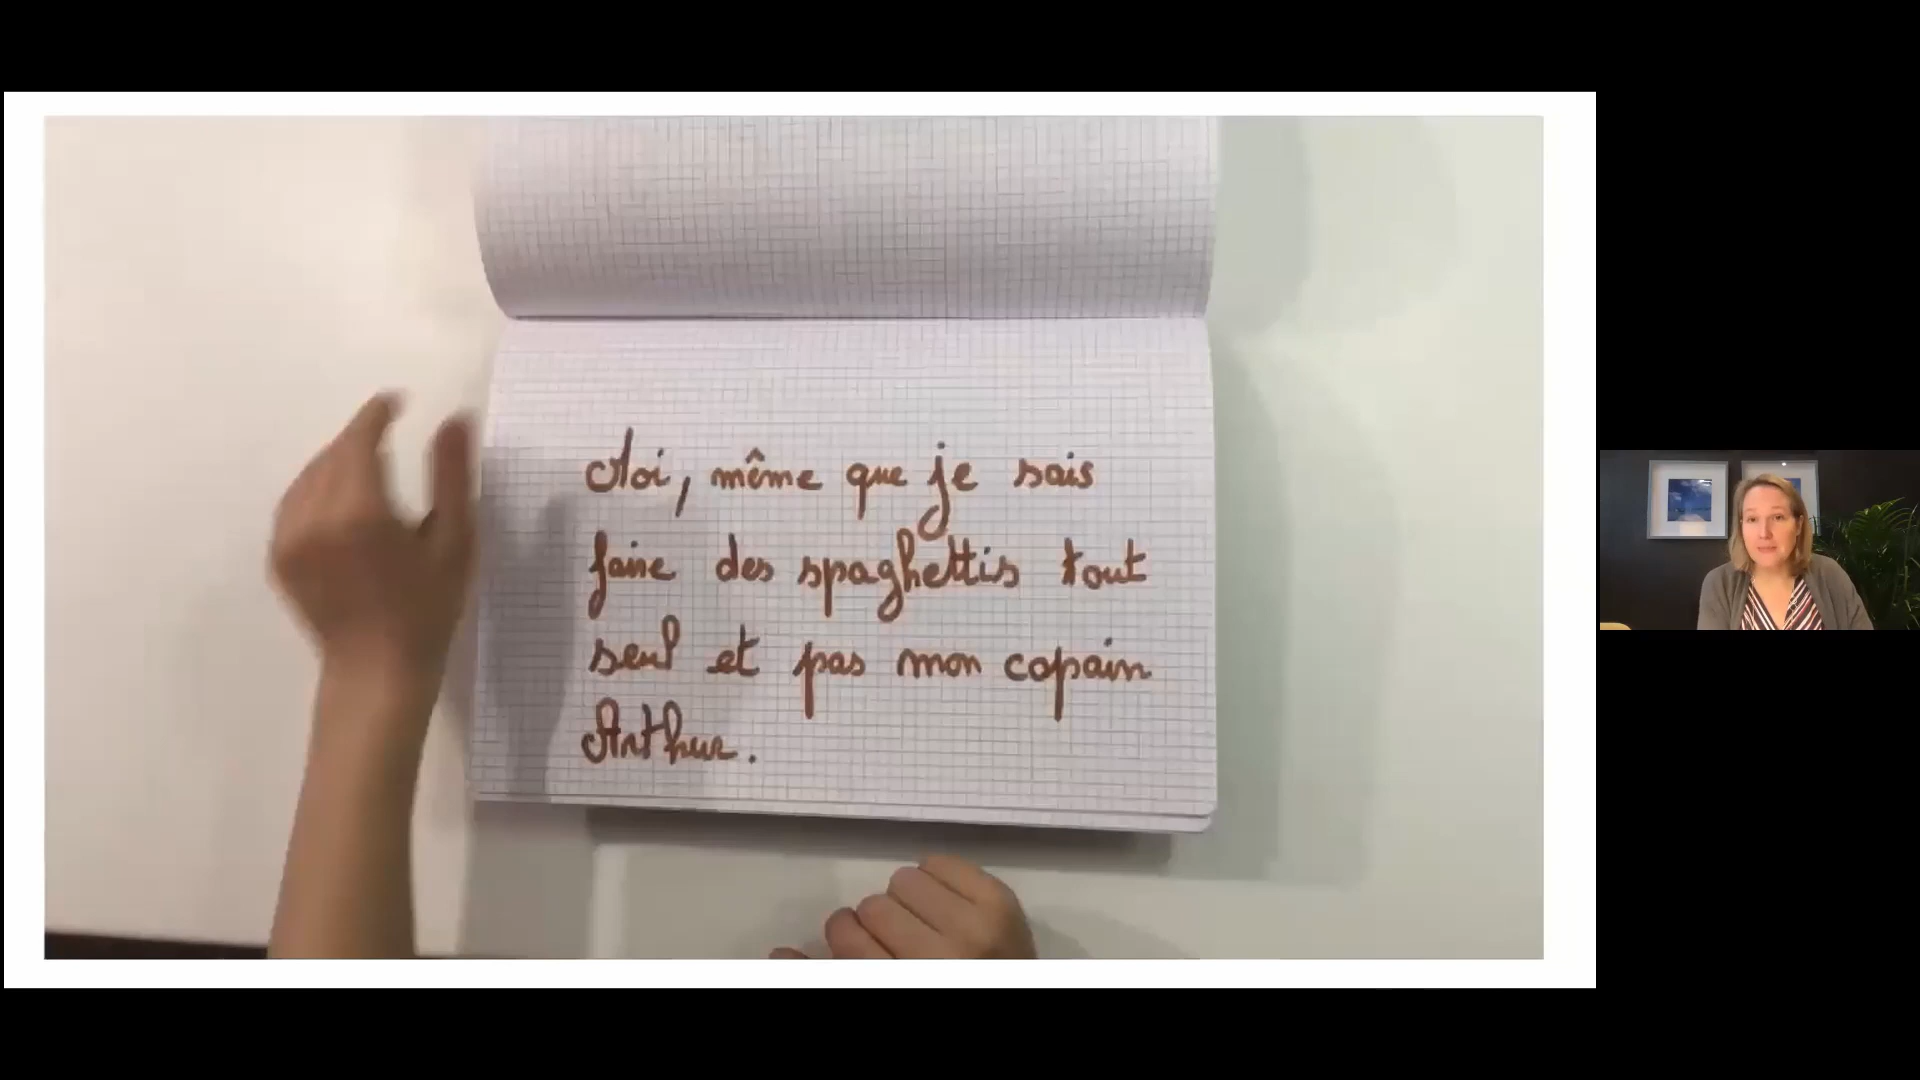 Moi, même que je sais
faire des spaghettis tout
seul et pas mon copain
Arthur.